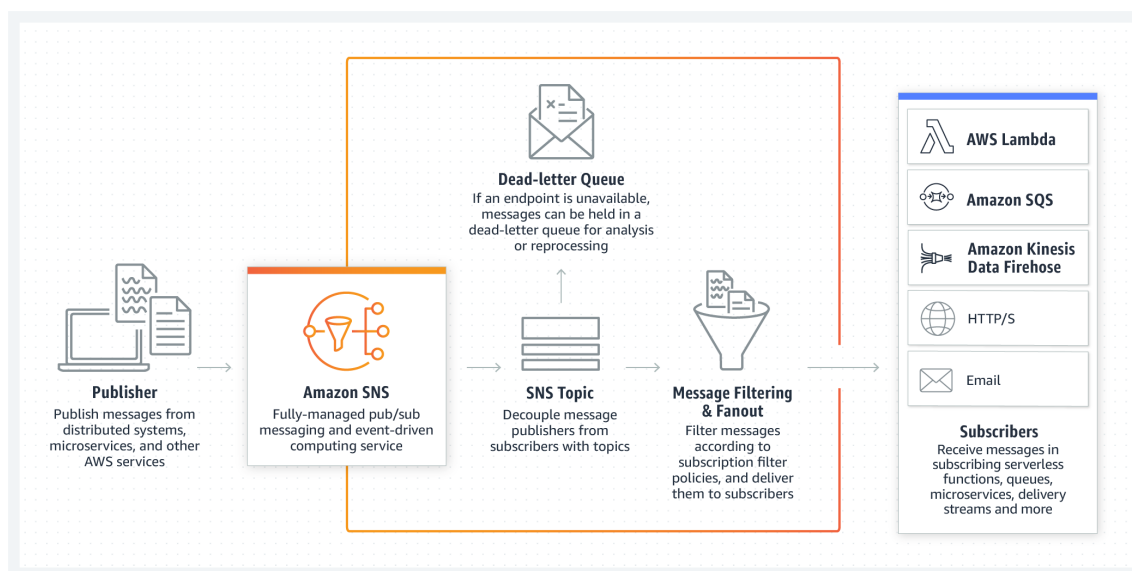 Publisher
Publish messages from
distributed systems,
microservices, and other
AWS services
Amazon SNS
Fully-managed pub/sub
messaging and event-driven
computing service
Dead-letter Queue
If an endpoint is unavailable,
messages can be held in a
dead-letter queue for analysis
or reprocessing
SNS Topic
Decouple message
publishers from
subscribers with topics
Message Filtering
& Fanout
Filter messages
according to
subscription filter
policies, and deliver
them to subscribers
AWS Lambda
Amazon SQS
Amazon Kinesis
Data Firehose
HTTP/S
Email
Subscribers
Receive messages in
subscribing serverless
functions, queues,
microservices, delivery
streams and more